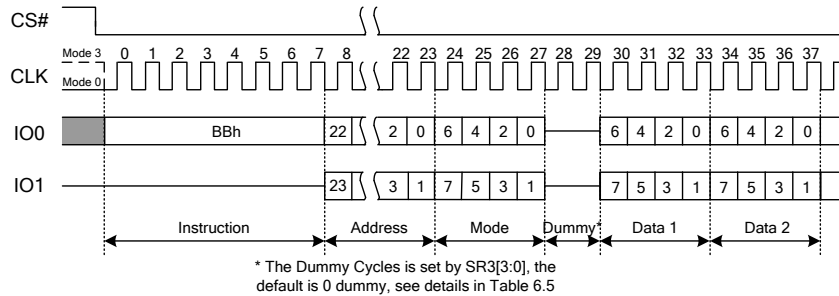 CS#
Mode 3 0 1 2 3 4 5 6 7 8 22 23 24 25 26 27 28 29 30 31 32 33 34 35 36 37
CLK
Mode 0
IO0 BBh 22 2 0 6 4 2 0 6 4 2 0 6 4 2 0
IO1 23 3 1 7 5 3 1 7 5 3 1 7 5 3 1
Instruction Address Mode Dummy* Data 1 Data 2
* The Dummy Cycles is set by SR3[3:0], the
default is 0 dummy, see details in Table 6.5